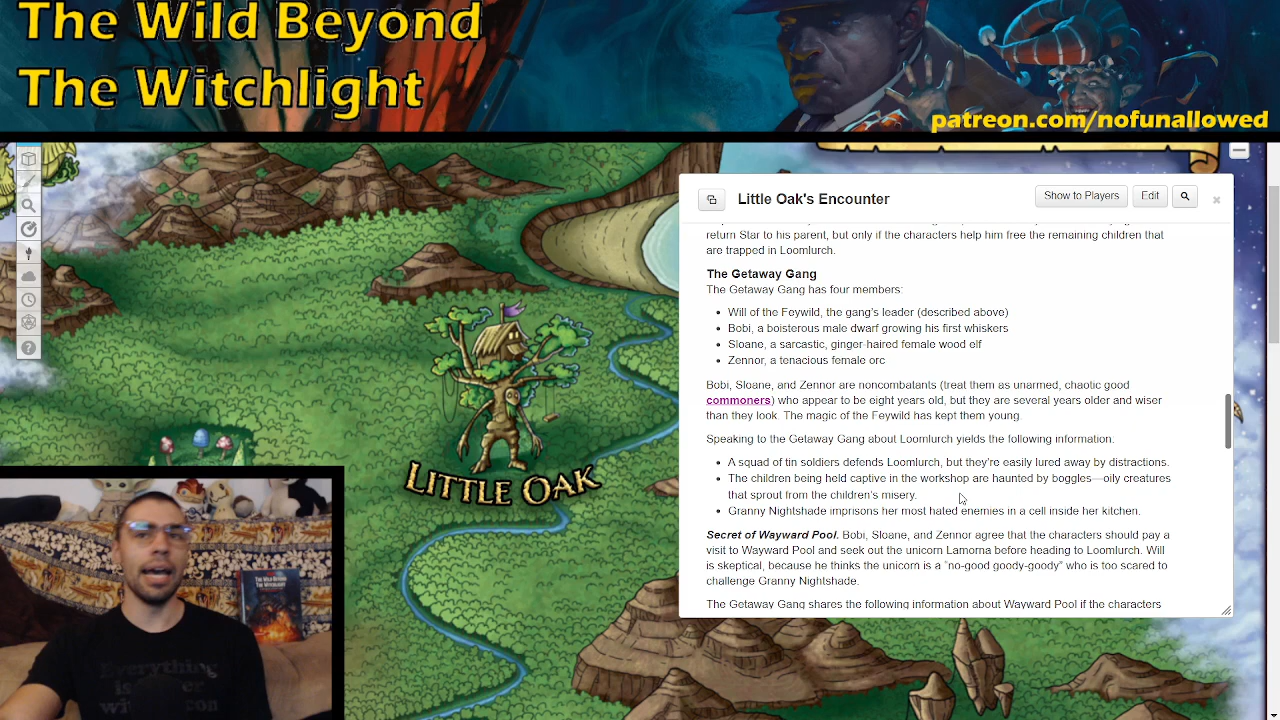 The Wild Beyond
The Witchlight
patreon.com/nofunallowed
Little Oak's Encounter
Show to Players
Edit
return Star to his parent, but only if the characters help him free the remaining children that
are trapped in Loomlurch.
The Getaway Gang
The Getaway Gang has four members:
Will of the Feywild, the gang's leader (described above)
Bobi, a boisterous male dwarf growing his first whiskers
Sloane, a sarcastic, ginger-haired female wood elf
Zennor, a tenacious female orc
Bobi, Sloane, and Zennor are noncombatants (treat them as unarmed, chaotic good
commoners) who appear to be eight years old, but they are several years older and wiser
than they look. The magic of the Feywild has kept them young.
Speaking to the Getaway Gang about Loomlurch yields the following information.
A squad of tin soldiers defends Loomlurch, but they're easily lured away by distractions.
The children being held captive in the workshop are haunted by boggles—oily creatures
that sprout from the children's misery.
Granny Nightshade imprisons her most hated enemies in a cell inside her kitchen.
Secret of Wayward Pool. Bobi, Sloane, and Zennor agree that the characters should pay a
visit to Wayward Pool and seek out the unicorn Lamorna before heading to Loomlurch. Will
is skeptical, because he thinks the unicorn is a "no-goo goody-goody" who is too scared to
challenge Granny Nightshade.
The Getaway Gang shares the following information about Wayward Pool if the characters
LITTLE OAK
THE WILD BEYOND
THE WITCHLIGHT
Everything
is